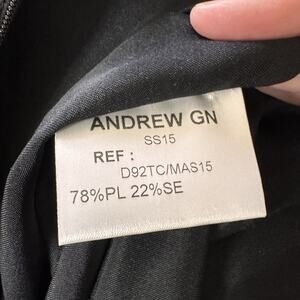 ANDREW GN
SS15
REF :
D92TC/MAS15
78%PL 22%SE